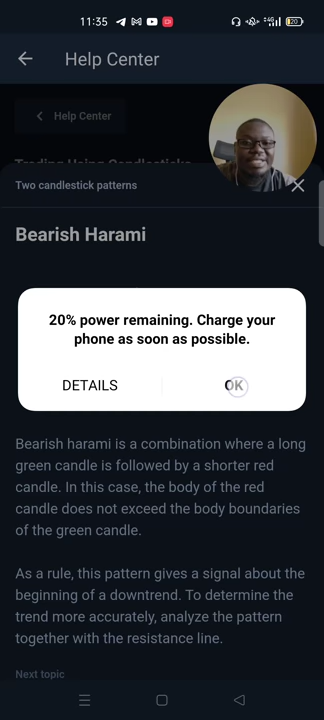 11:35
20
Help Center
Help Center
Trading Using Candlesticks
Two candlestick patterns
Bearish Harami
20% power remaining. Charge your
phone as soon as possible.
DETAILS
OK
Bearish harami is a combination where a long
green candle is followed by a shorter red
candle. In this case, the body of the red
candle does not exceed the body boundaries
of the green candle.
As a rule, this pattern gives a signal about the
beginning of a downtrend. To determine the
trend more accurately, analyze the pattern
together with the resistance line.
Next topic